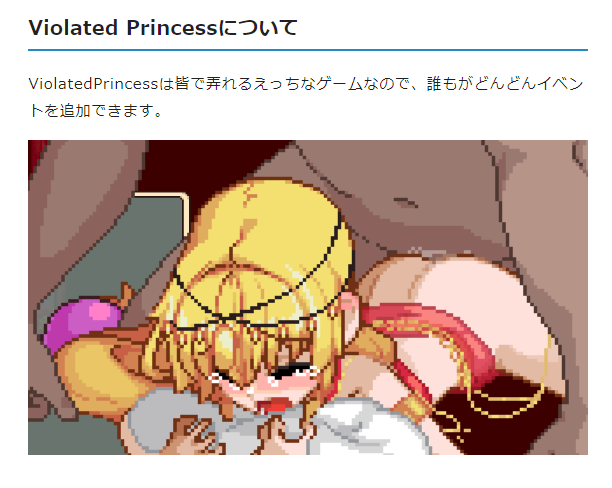 Violated Princessについて
ViolatedPrincessは皆で弄れるえっちなゲームなので、誰もがどんどんイベン
トを追加できます。